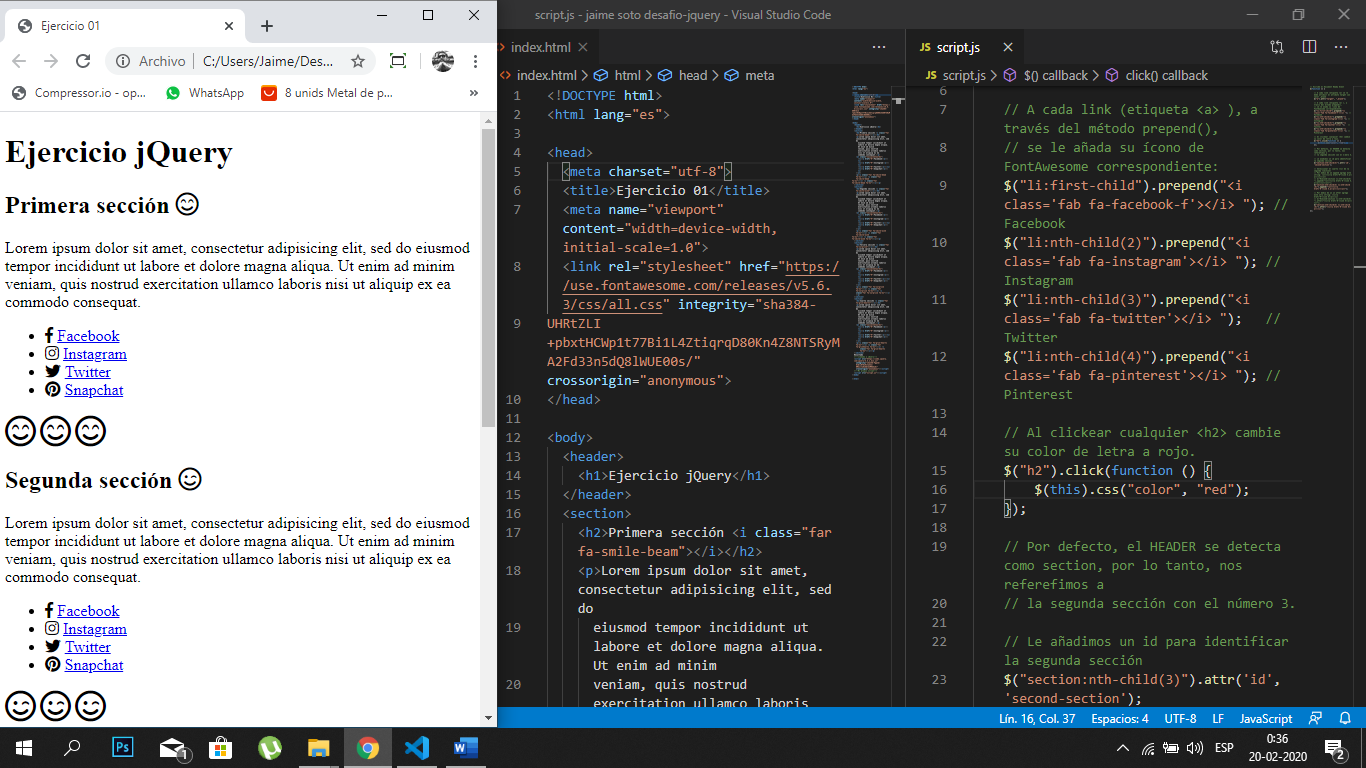 Ejercicio 01
Archivo
C:/Users/Jaime/Des...
Compressor.io - op...
WhatsApp
8 unids Metal de p...
»
Ejercicio jQuery
Primera sección
Lorem ipsum dolor sit amet, consectetur adipisicing elit, sed do eiusmod
tempor incididunt ut labore et dolore magna aliqua. Ut enim ad minim
veniam, quis nostrud exercitation ullamco laboris nisi ut aliquip ex ea
commodo consequat.
Facebook
Instagram
Twitter
Snapchat
Segunda sección
Lorem ipsum dolor sit amet, consectetur adipisicing elit, sed do eiusmod
tempor incididunt ut labore et dolore magna aliqua. Ut enim ad minim
veniam, quis nostrud exercitation ullamco laboris nisi ut aliquip ex ea
commodo consequat.
Facebook
Instagram
Twitter
Snapchat
script.js - jaime soto desafio-jquery - Visual Studio Code
index.html
index.html > html > head > meta
1 <!DOCTYPE html>
2 <html lang="es">
3
4 <head>
5 <meta charset="utf-8">
6 <title>Ejercicio 01</title>
7 <meta name="viewport"
content="width=device-width,
initial-scale=1.0">
8 <link rel="stylesheet" href="https:/
/use.fontawesome.com/releases/v5.6.
3/css/all.css" integrity="sha384-
9 UHRtZLI
+pbxtHCWp1t77Bi1L4ZtiqrqD80Kn4Z8NTSRyM
A2Fd33n5dQ8lWUE00s/"
crossorigin="anonymous">
10 </head>
11
12 <body>
13 <header>
14 <h1>Ejercicio jQuery</h1>
15 </header>
16 <section>
17 <h2>Primera sección <i class="far
fa-smile-beam"></i></h2>
18 <p>Lorem ipsum dolor sit amet,
consectetur adipisicing elit, sed
do
19 eiusmod tempor incididunt ut
labore et dolore magna aliqua.
Ut enim ad minim
20 veniam, quis nostrud
exercitation ullamco laboris
JS script.js
JS script.js > $() callback > click() callback
6
7 // A cada link (etiqueta <a> ), a
través del método prepend(),
8 // se le añada su ícono de
FontAwesome correspondiente:
9 $("li:first-child").prepend("<i
class='fab fa-facebook-f'></i> "); //
Facebook
10 $("li:nth-child(2)").prepend("<i
class='fab fa-instagram'></i> "); //
Instagram
11 $("li:nth-child(3)").prepend("<i
class='fab fa-twitter'></i> "); //
Twitter
12 $("li:nth-child(4)").prepend("<i
class='fab fa-pinterest'></i> "); //
Pinterest
13
14 // Al clickear cualquier <h2> cambie
su color de letra a rojo.
15 $("h2").click(function () {
16 $(this).css("color", "red");
17 });
18
19 // Por defecto, el HEADER se detecta
como section, por lo tanto, nos
referefimos a
20 // la segunda sección con el número 3.
21
22 // Le añadimos un id para identificar
la segunda sección
23 $("section:nth-child(3)").attr('id',
'second-section');
Lín. 16, Col. 37 Espacios: 4 UTF-8 LF JavaScript
Ps
1
W
ESP
0:36
20-02-2020
2